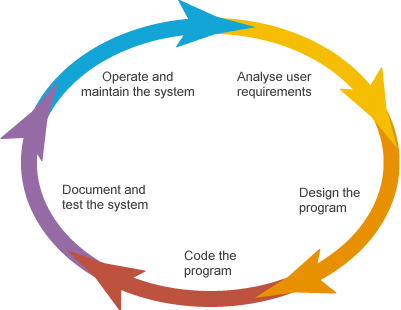 Operate and
maintain the system
Analyse user
requirements
Document and
test the system
Design the
program
Code the
program